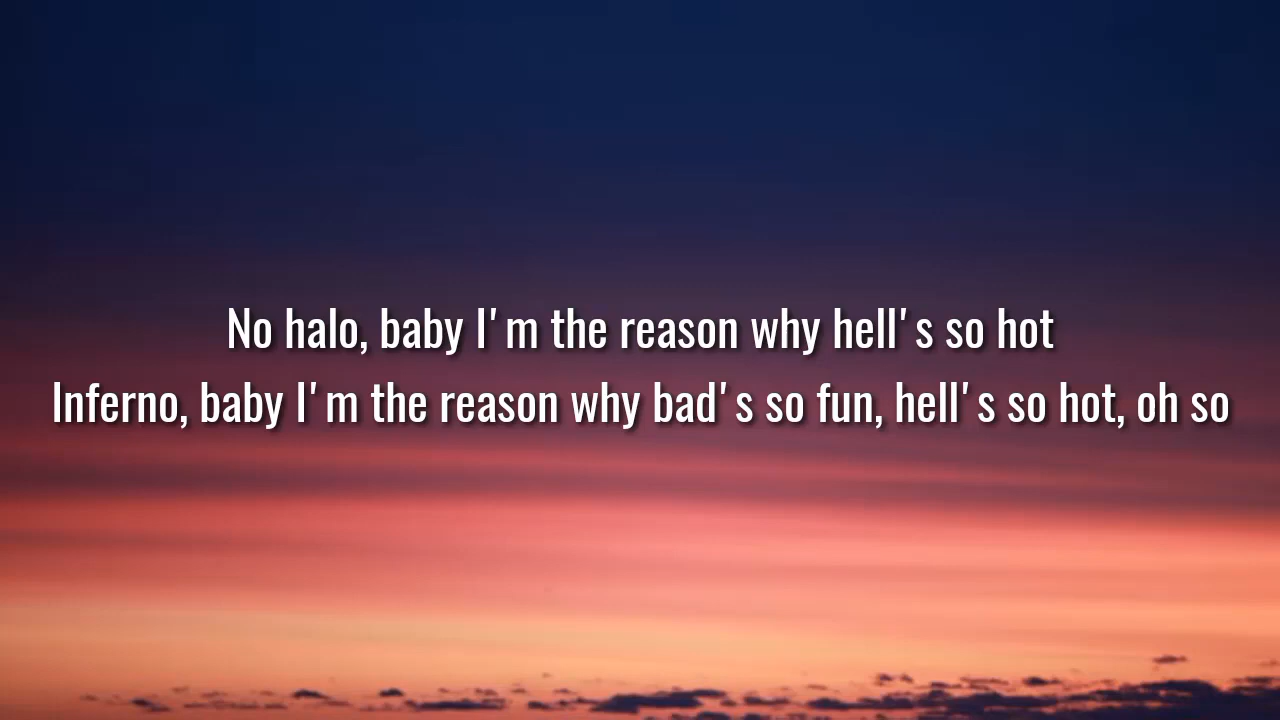 No halo, baby I'm the reason why hell's so hot
Inferno, baby I'm the reason why bad's so fun, hell's so hot, oh so